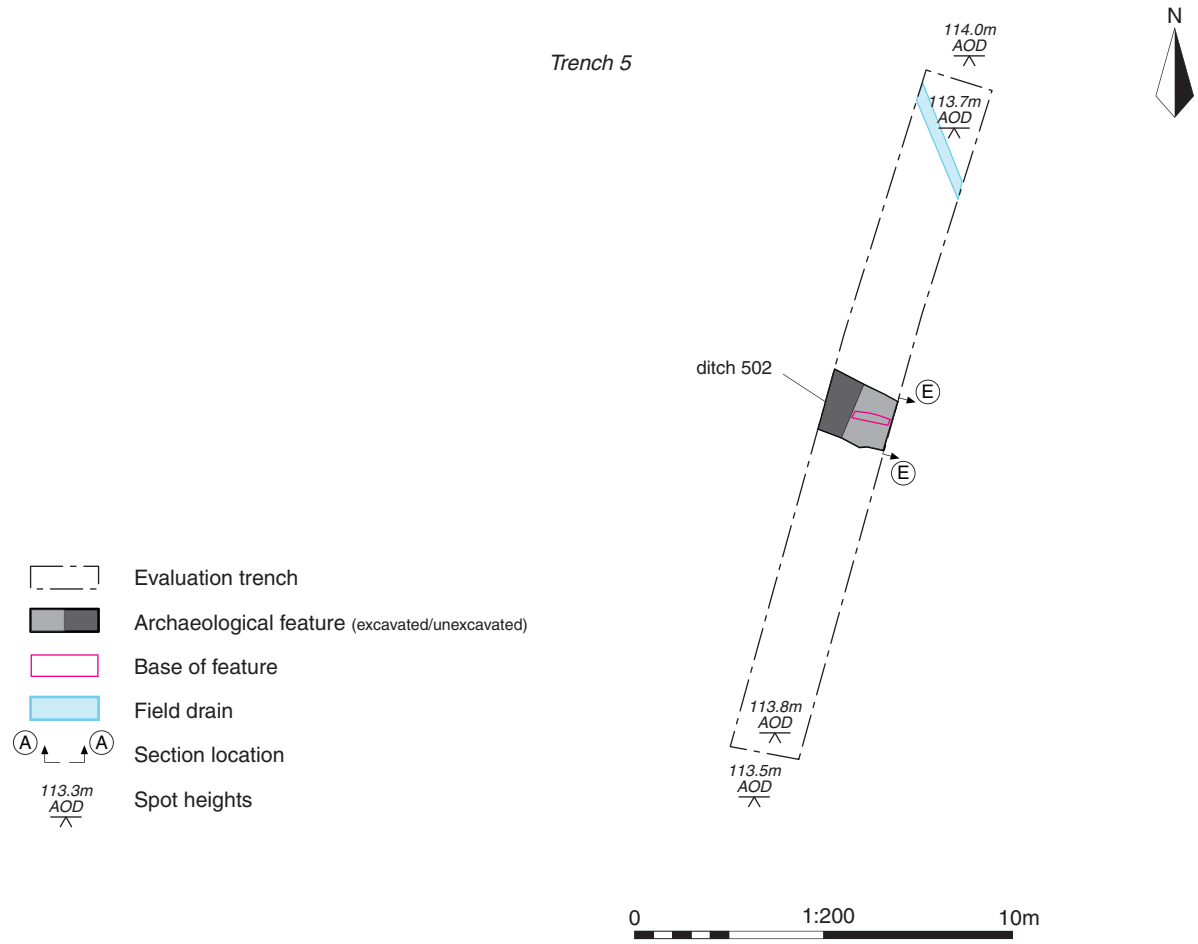 Trench 5
N
114.0m
AOD
113.7m
AOD
ditch 502
E
E
113.8m
AOD
113.5m
AOD
Evaluation trench
Archaeological feature (excavated/unexcavated)
Base of feature
Field drain
A A
Section location
113.3m
AOD
Spot heights
0 1:200 10m